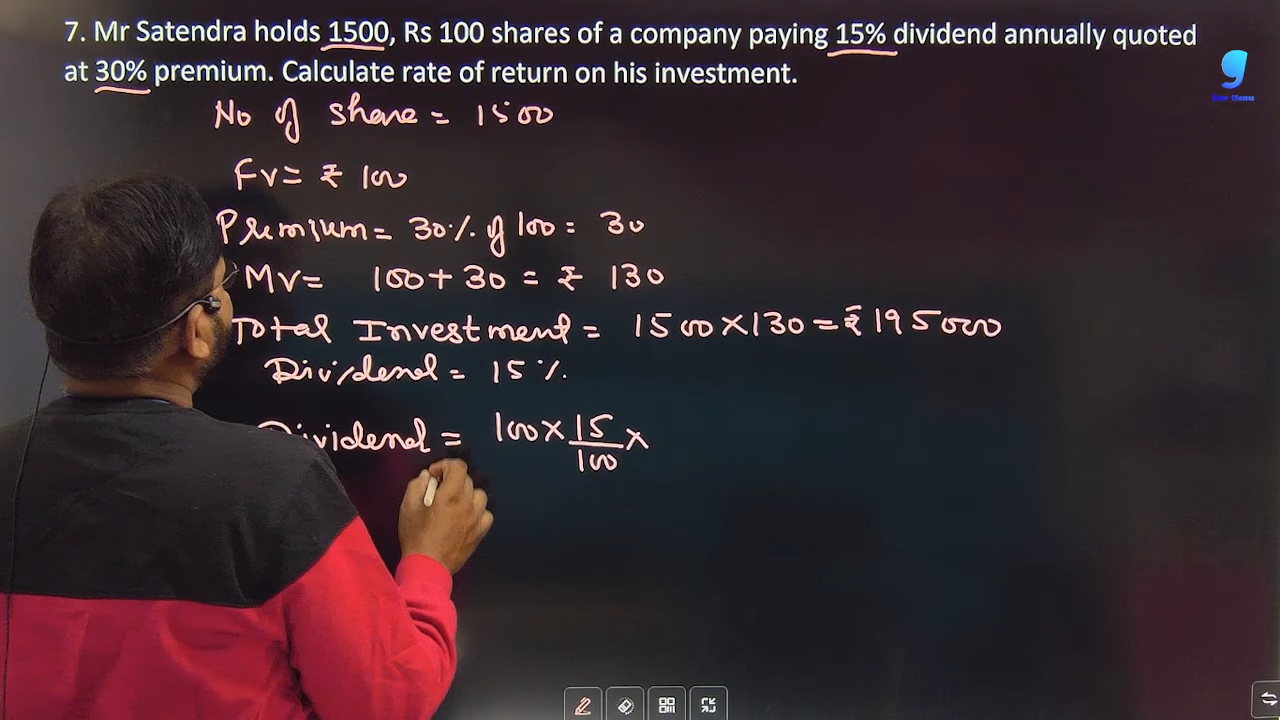 7. Mr Satendra holds 1500, Rs 100 shares of a company paying 15% dividend annually quoted
at 30% premium. Calculate rate of return on his investment.
No of share = 1500
FV= ₹ 100
Premium = 30% of 100 = 30
MV= 100+30 = ₹ 130
Total Investment = 1500×130=₹195000
Dividend = 15%.
Dividend = 100×15/100×